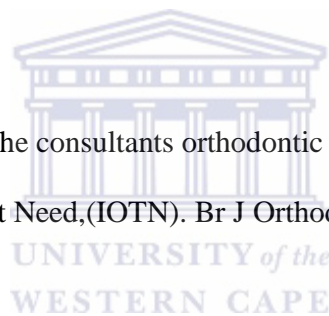 he consultants orthodontic
t Need,(IOTN). Br J Orthod
UNIVERSITY of the
WESTERN CAPE